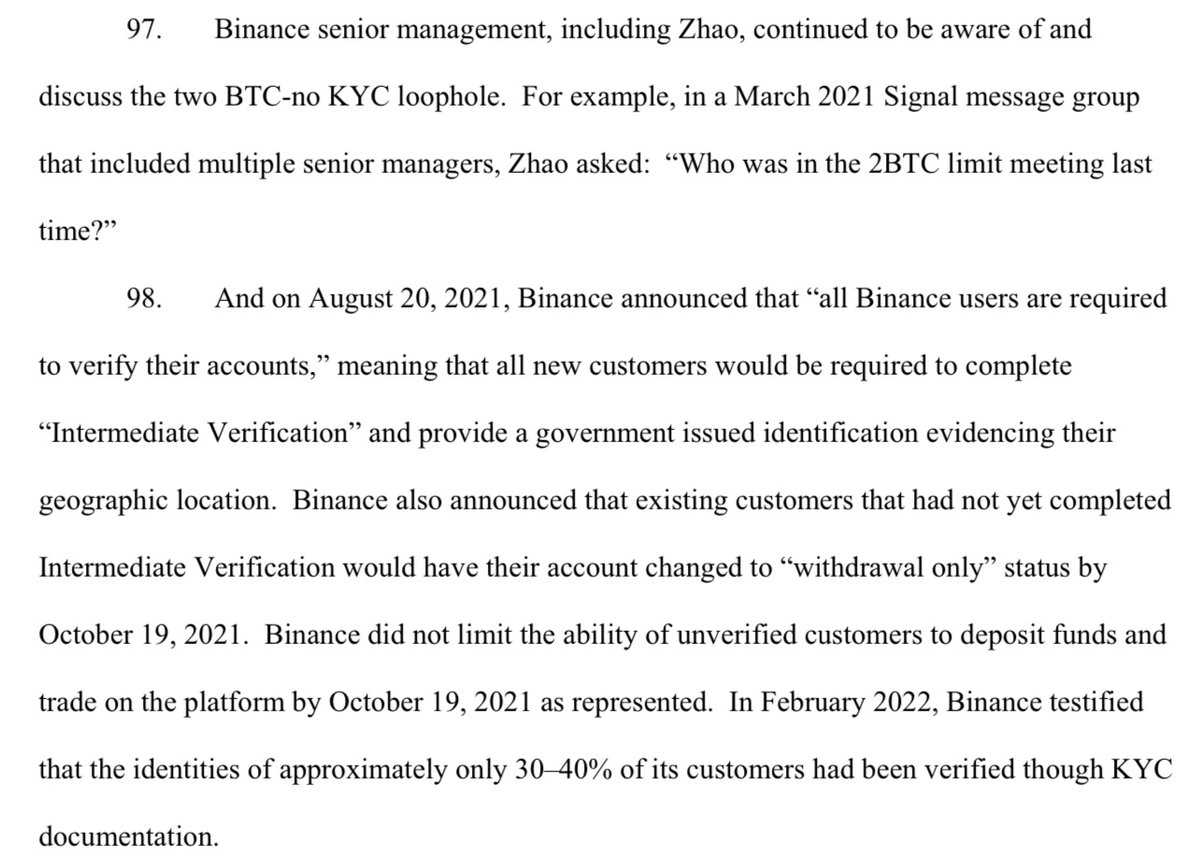 97. Binance senior management, including Zhao, continued to be aware of and
discuss the two BTC-no KYC loophole. For example, in a March 2021 Signal message group
that included multiple senior managers, Zhao asked: “Who was in the 2BTC limit meeting last
time?”
98. And on August 20, 2021, Binance announced that “all Binance users are required
to verify their accounts,” meaning that all new customers would be required to complete
“Intermediate Verification” and provide a government issued identification evidencing their
geographic location. Binance also announced that existing customers that had not yet completed
Intermediate Verification would have their account changed to “withdrawal only” status by
October 19, 2021. Binance did not limit the ability of unverified customers to deposit funds and
trade on the platform by October 19, 2021 as represented. In February 2022, Binance testified
that the identities of approximately only 30–40% of its customers had been verified though KYC
documentation.